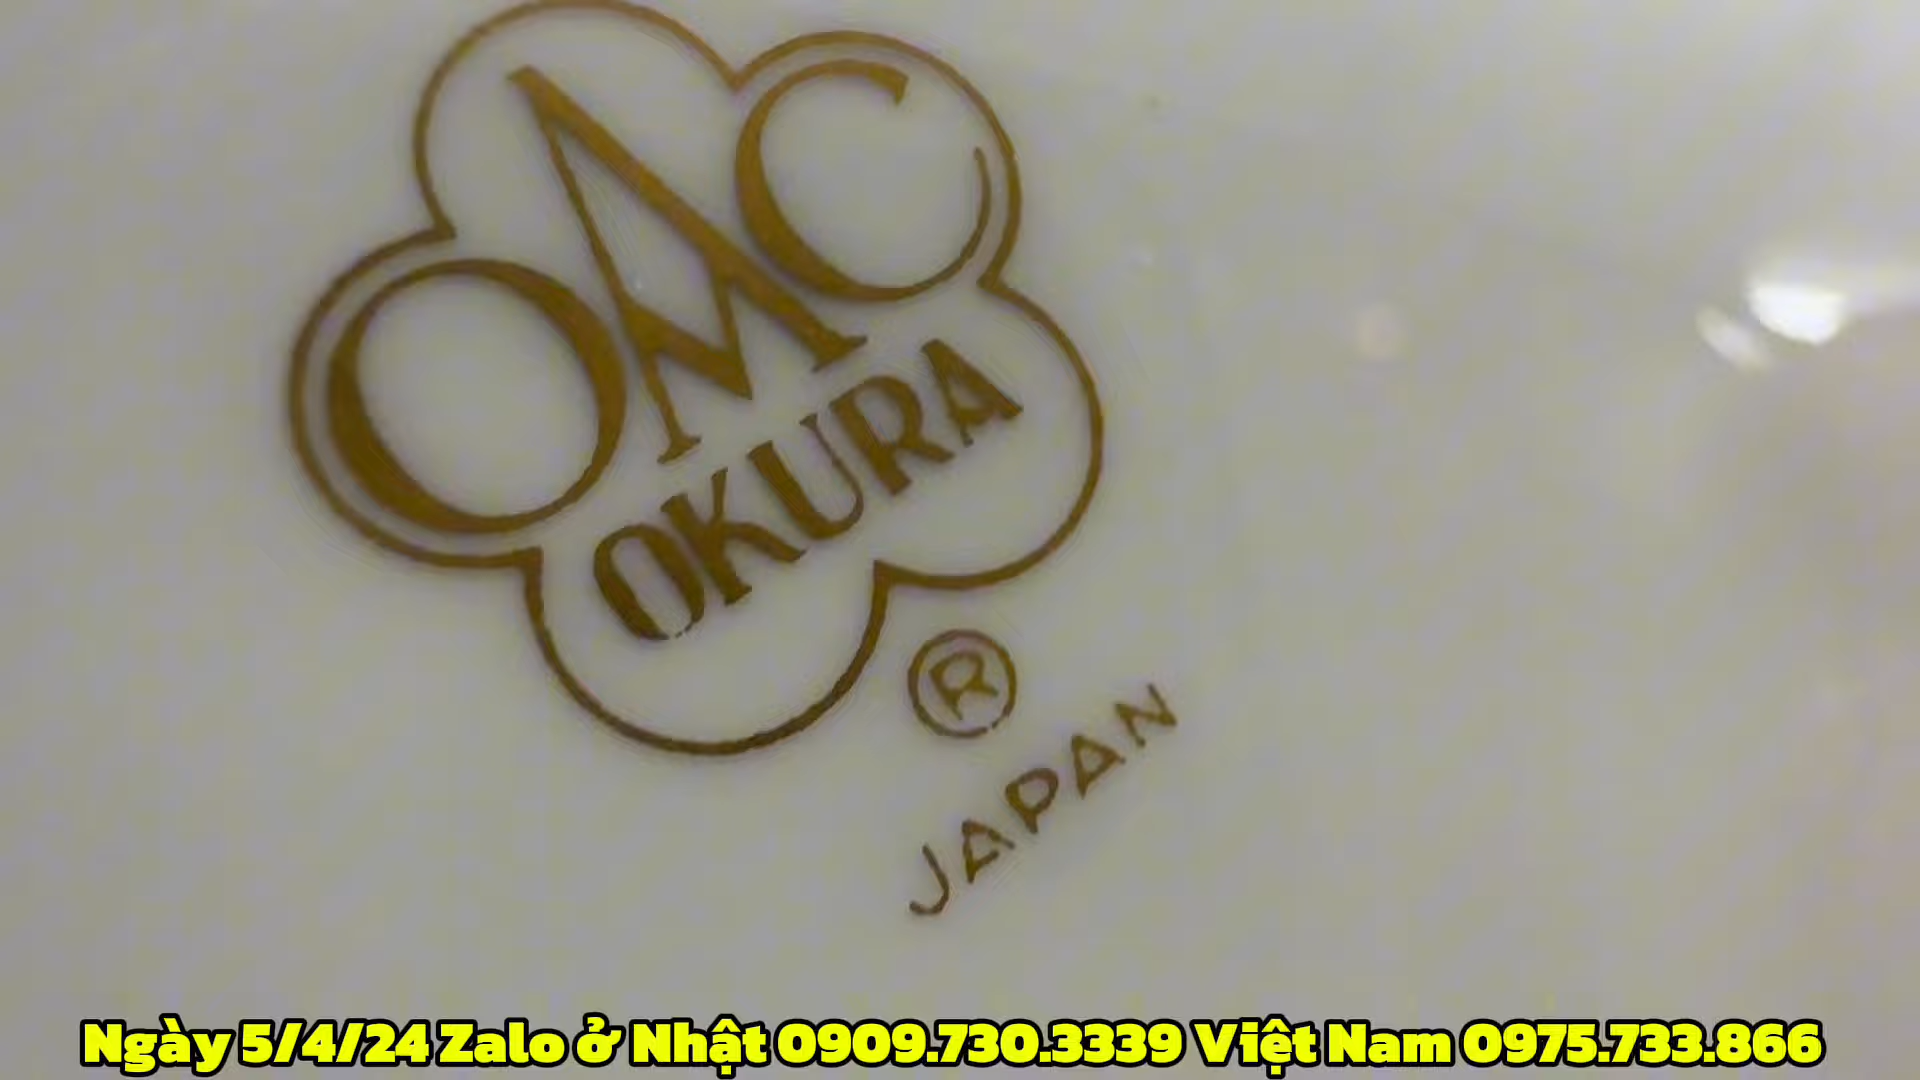 OMC
OKURA
®
JAPAN
Ngày 5/4/24 Zalo ở Nhật 0909.730.3339 Việt Nam 0975.733.866